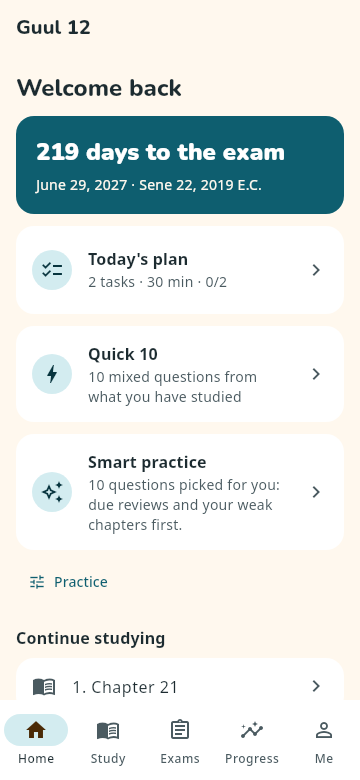 Guul 12
Welcome back
219 days to the exam
June 29, 2027 · Sene 22, 2019 E.C.
Today's plan
2 tasks · 30 min · 0/2
Quick 10
10 mixed questions from
what you have studied
Smart practice
10 questions picked for you:
due reviews and your weak
chapters first.
Practice
Continue studying
1. Chapter 21
Home
Study
Exams
Progress
Me